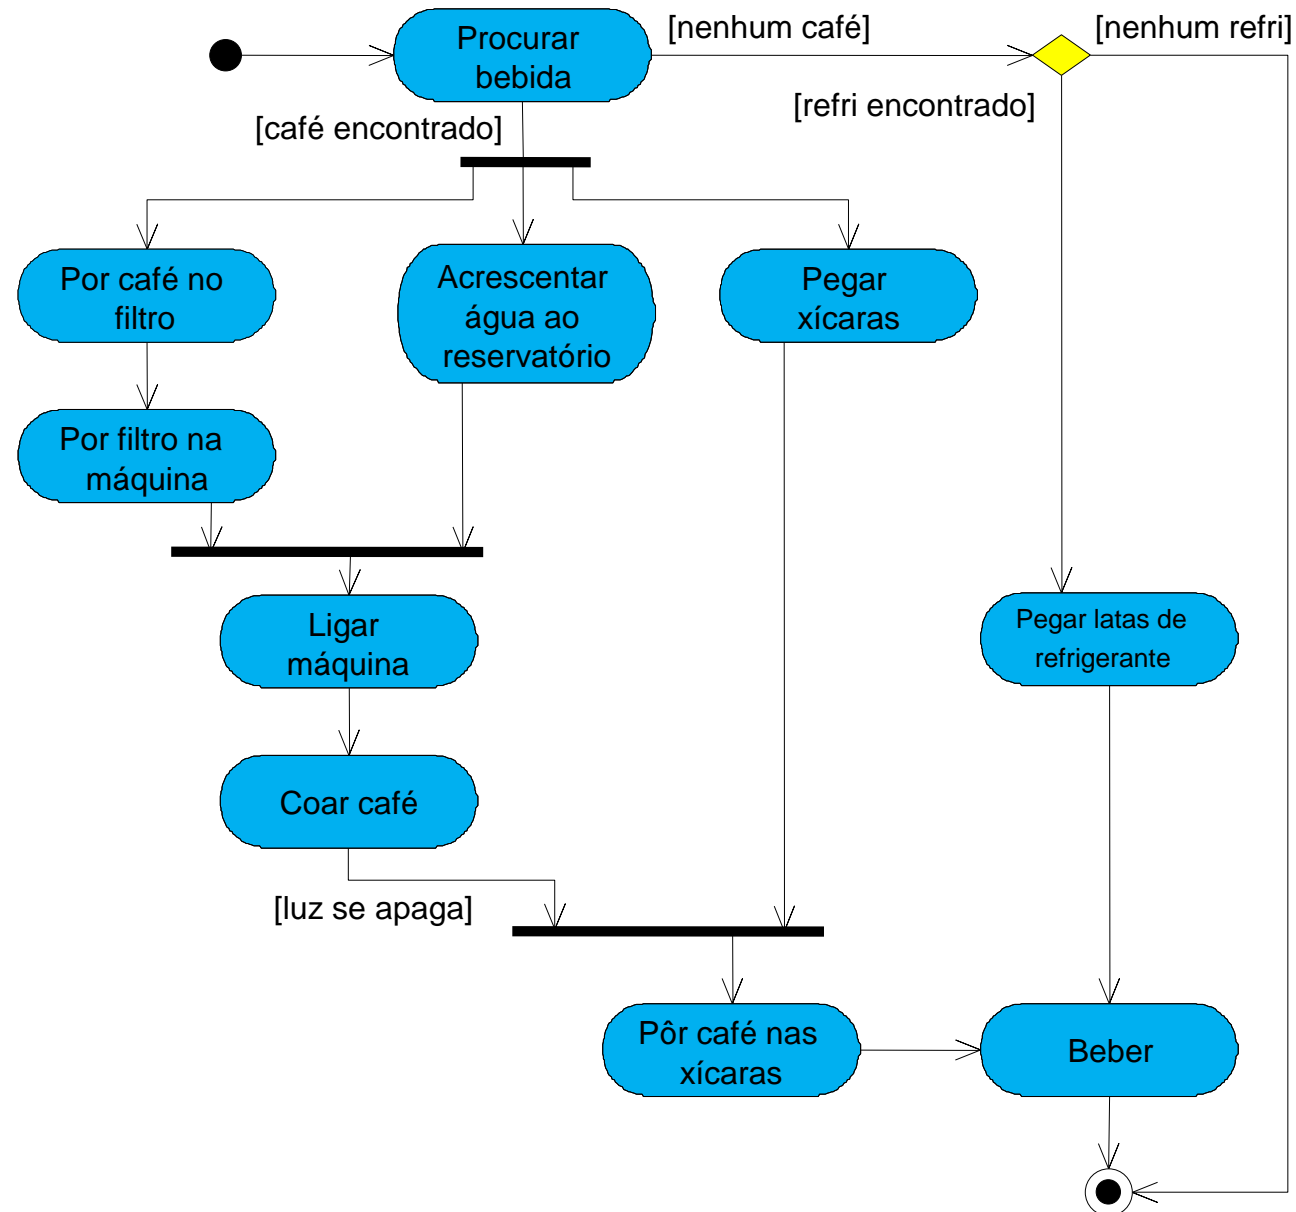 Procurar
bebida
[nenhum café]
[nenhum refri]
[refri encontrado]
[café encontrado]
Por café no
filtro
Acrescentar
água ao
reservatório
Pegar
xícaras
Por filtro na
máquina
Ligar
máquina
Pegar latas de
refrigerante
Coar café
[luz se apaga]
Pôr café nas
xícaras
Beber